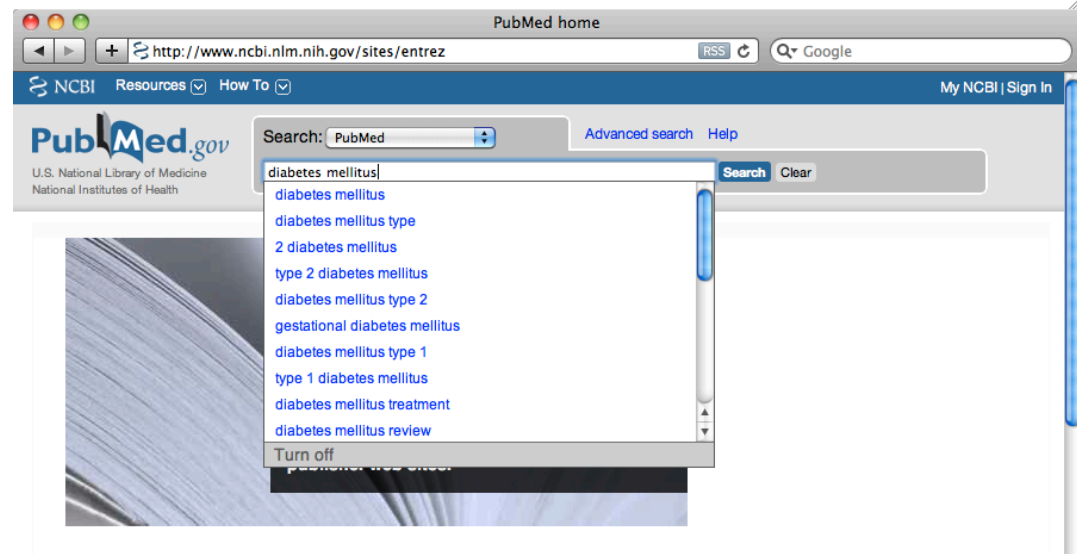 PubMed home
http://www.ncbi.nlm.nih.gov/sites/entrez
RSS
Google
NCBI Resources How To
My NCBI | Sign In
PubMed.gov
U.S. National Library of Medicine
National Institutes of Health
Search: PubMed
Advanced search Help
diabetes mellitus
Search Clear
diabetes mellitus
diabetes mellitus type
2 diabetes mellitus
type 2 diabetes mellitus
diabetes mellitus type 2
gestational diabetes mellitus
diabetes mellitus type 1
type 1 diabetes mellitus
diabetes mellitus treatment
diabetes mellitus review
Turn off
publisher web sites.